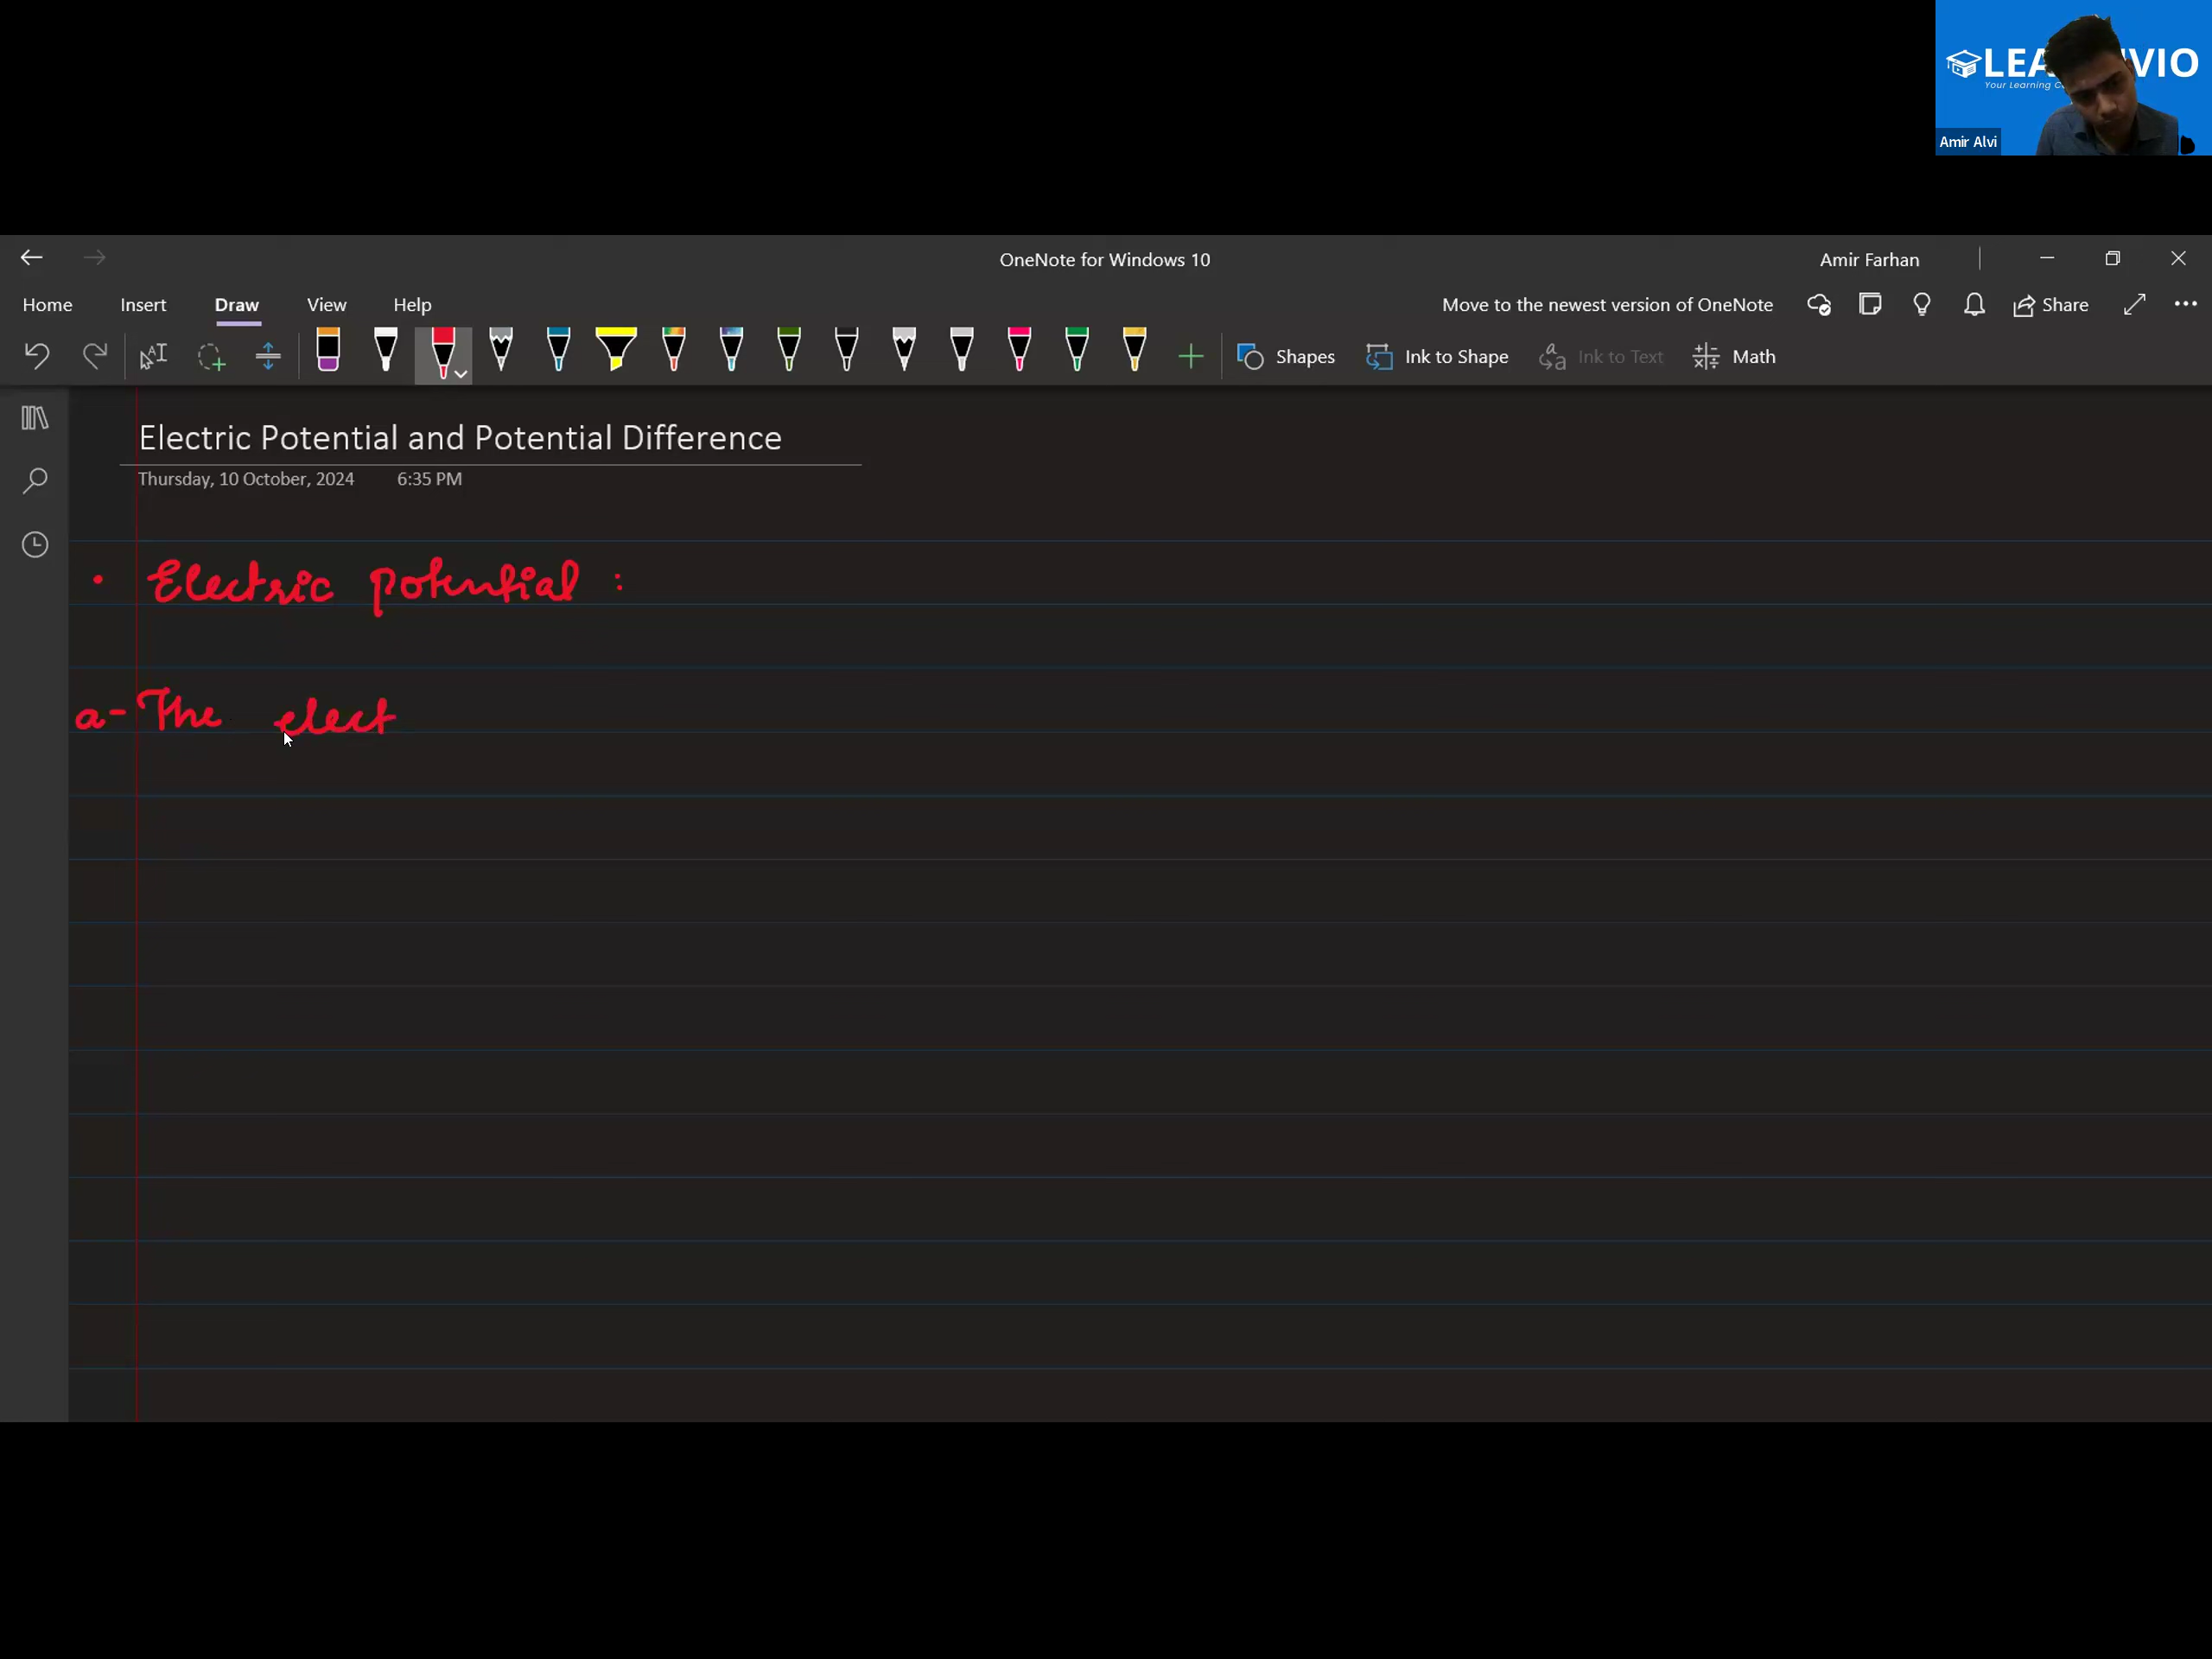 Your Learning C
Amir Alvi
OneNote for Windows 10
Amir Farhan
Home Insert Draw View Help
Move to the newest version of OneNote
Share
Shapes Ink to Shape Ink to Text Math
Electric Potential and Potential Difference
Thursday, 10 October, 2024 6:35 PM
• Electric potential :
a- The elect